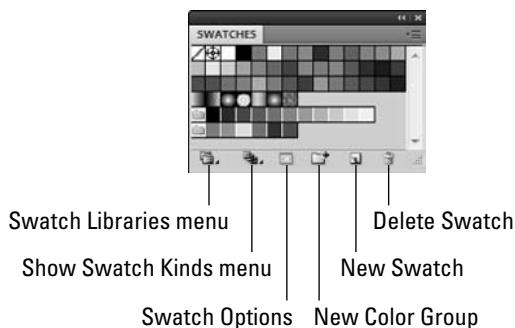 SWATCHES
Swatch Libraries menu
Delete Swatch
Show Swatch Kinds menu
New Swatch
Swatch Options
New Color Group